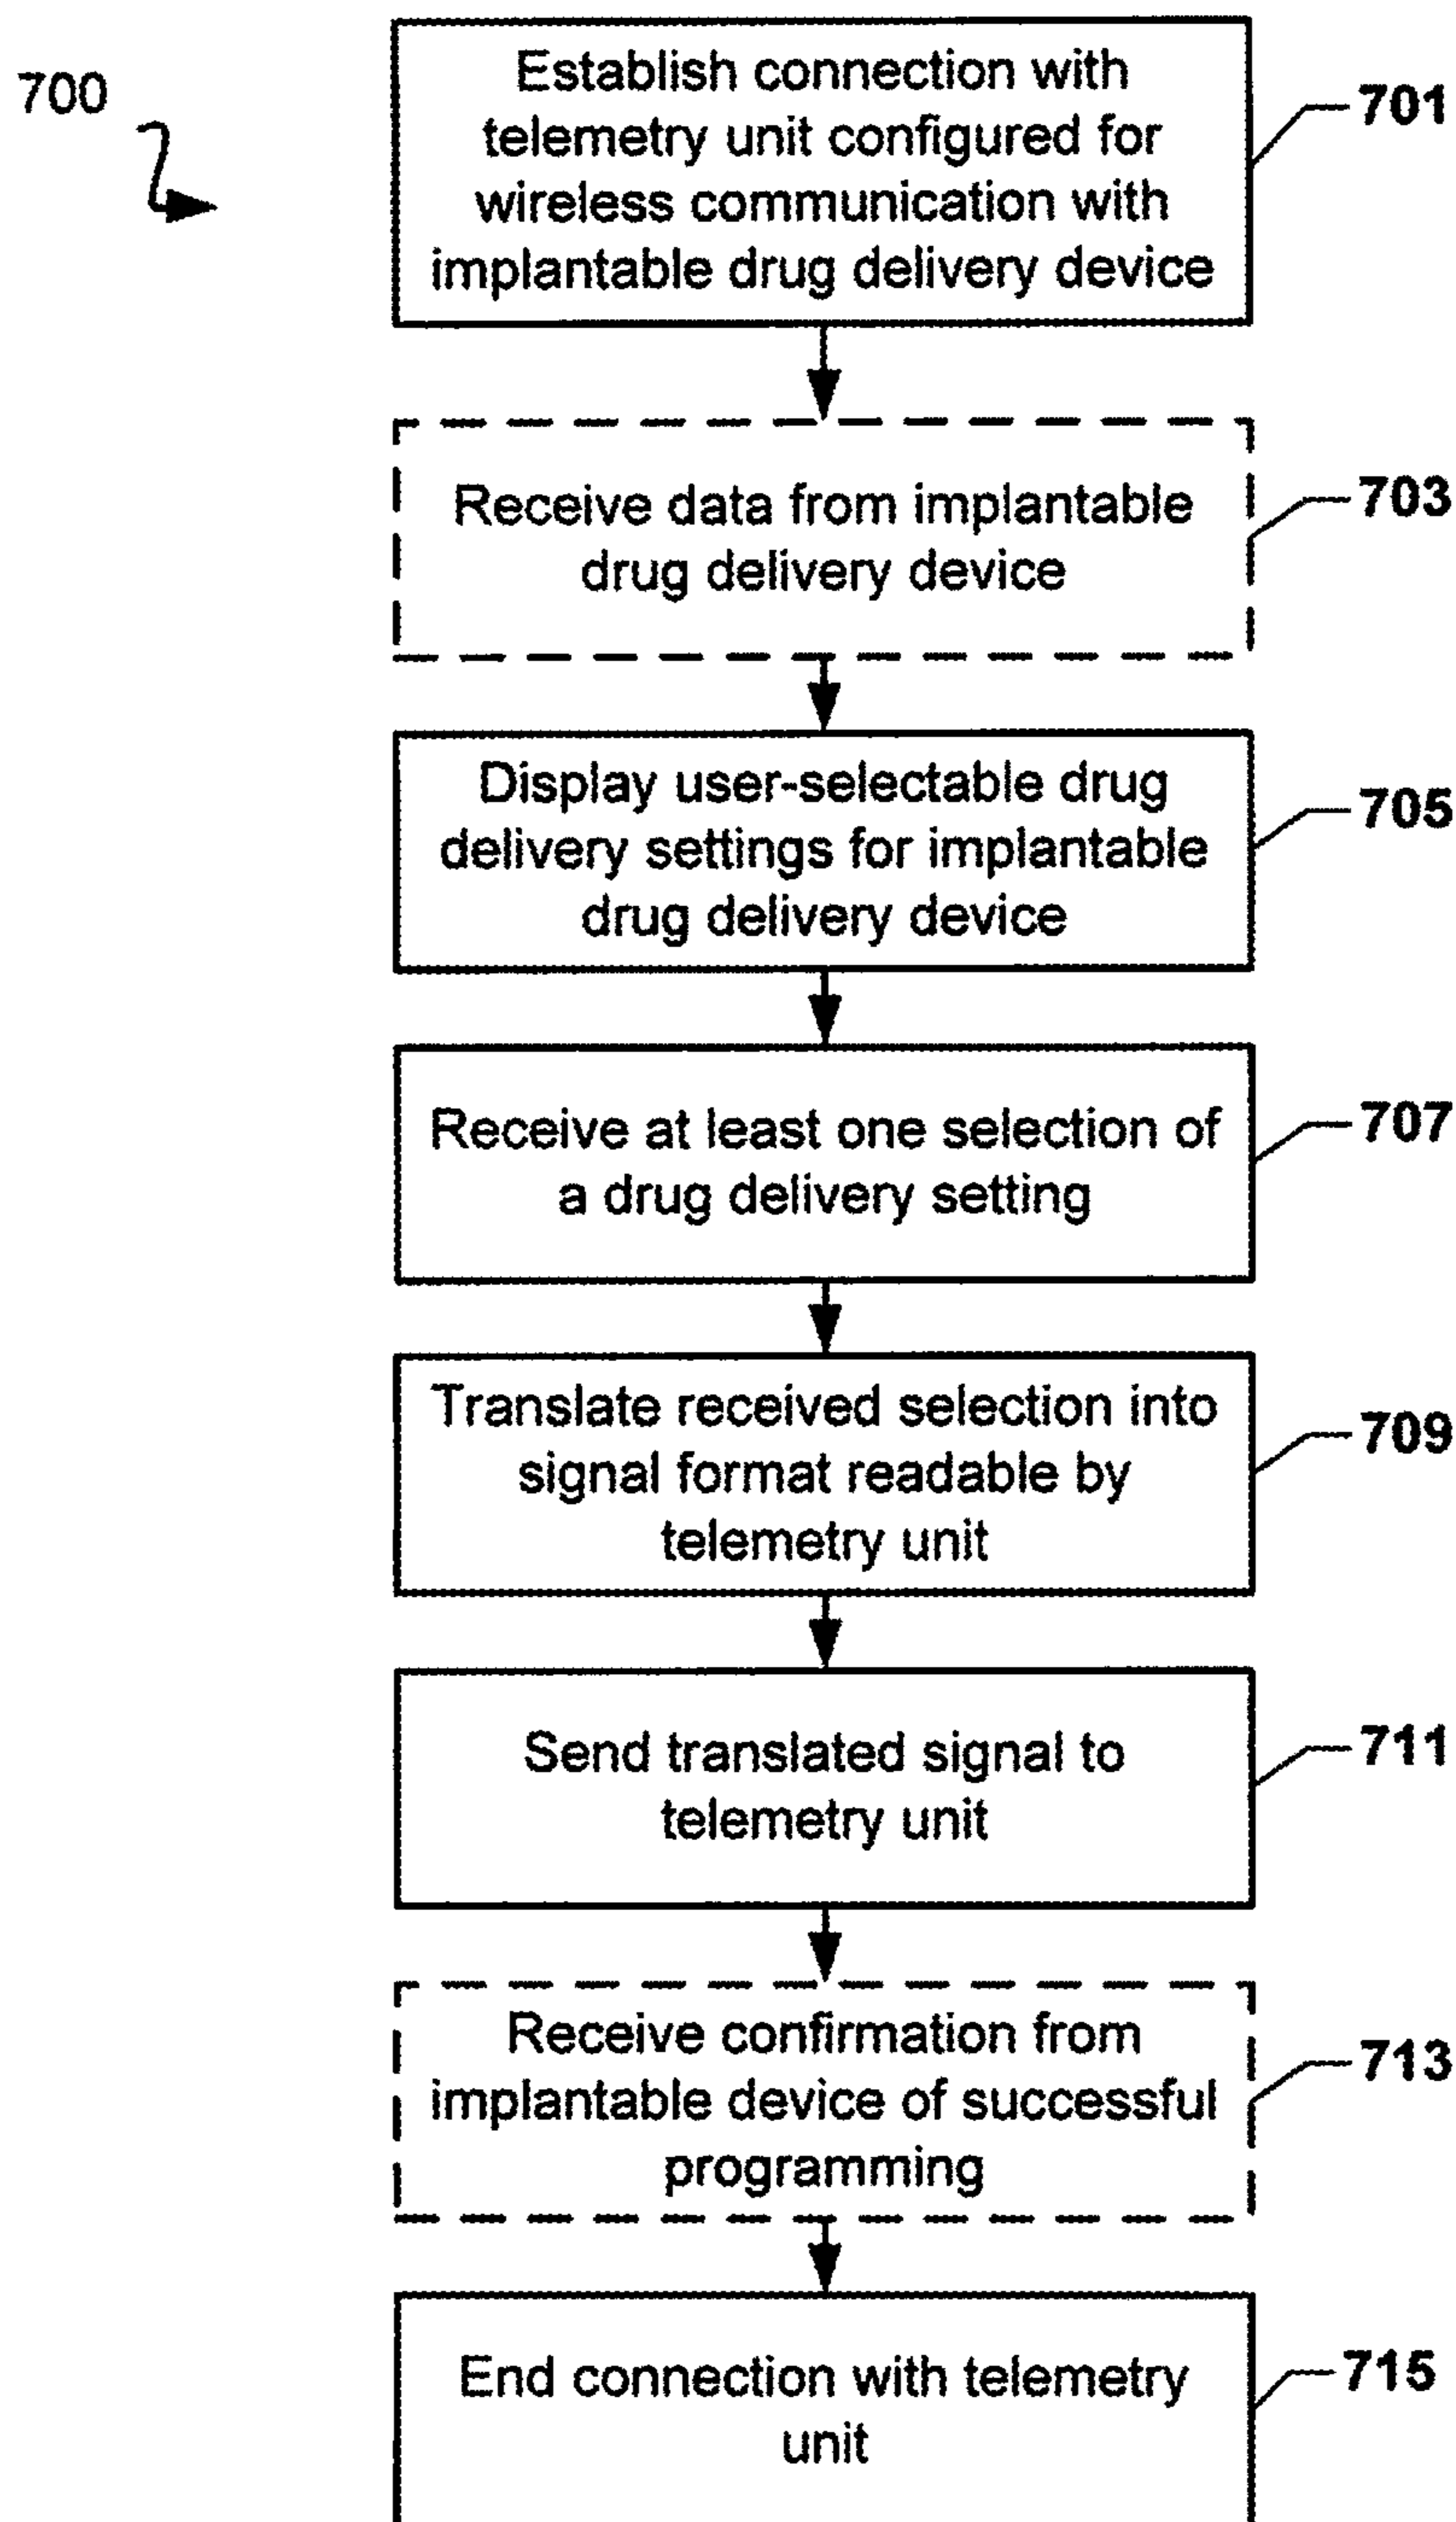 700
Establish connection with
telemetry unit configured for
wireless communication with
implantable drug delivery device
701
Receive data from implantable
drug delivery device
703
Display user-selectable drug
delivery settings for implantable
drug delivery device
705
Receive at least one selection of
a drug delivery setting
707
Translate received selection into
signal format readable by
telemetry unit
709
Send translated signal to
telemetry unit
711
Receive confirmation from
implantable device of successful
programming
713
End connection with telemetry
unit
715